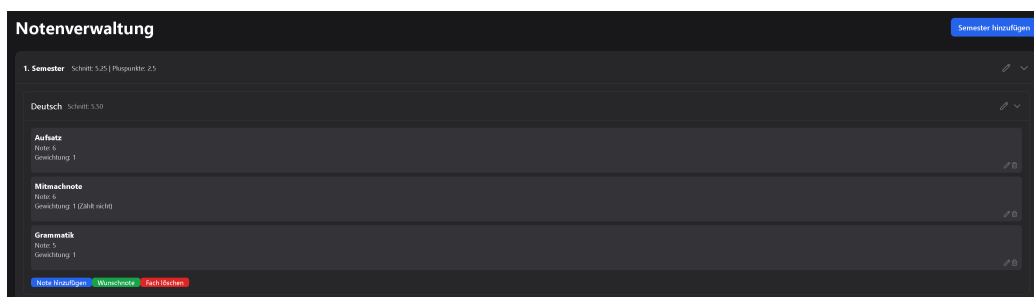 Notenverwaltung
Semester hinzufügen
1. Semester Schnitt: 5.25 | Pluspunkte: 2.5
Deutsch Schnitt: 5.50
Aufsatz
Note: 6
Gewichtung: 1
Mitmachnote
Note: 6
Gewichtung: 1 (Zählt nicht)
Grammatik
Note: 5
Gewichtung: 1
Note hinzufügen Wunschnote Fach löschen